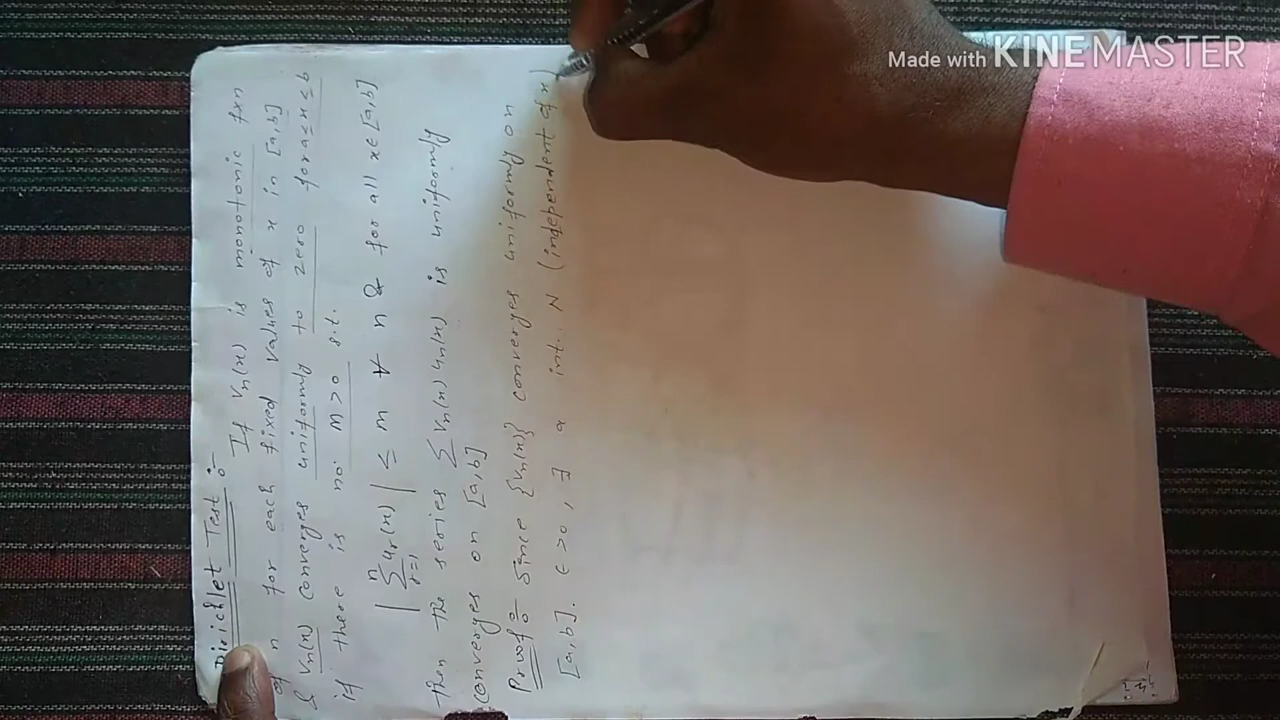 Dirichlet Test :-
If Vn(x) is monotonic fxn
of n for each fixed values of x in [a,b]
& Vn(x) converges uniformly to zero for a≤x≤b
if there is no. M>0 s.t.
| n∑r=1 ur(x) | ≤ m ∀ n & for all x∈[a,b]
then the series ∑ Vn(x) un(x) is uniformly
converges on [a,b]
Proof :- Since {Vn(x)} converges uniformly on
[a,b]. ε>0, ∃ a int. N (independent of x)
Made with KINEMASTER